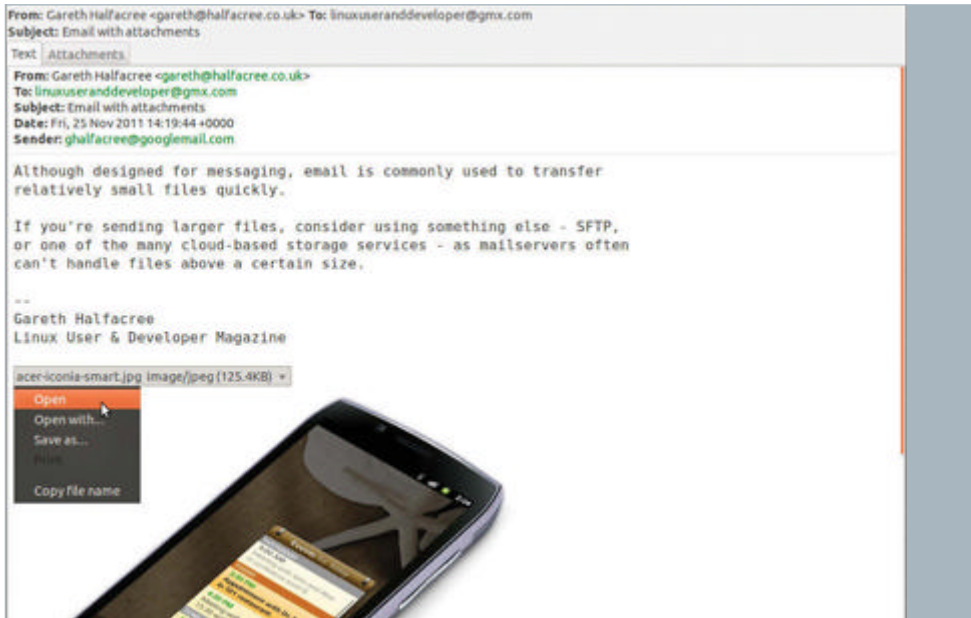 From: Gareth Halfacree <gareth@halfacree.co.uk> To: linuxuseranddeveloper@gmx.com
Subject: Email with attachments
Text Attachments
From: Gareth Halfacree <gareth@halfacree.co.uk>
To: linuxuseranddeveloper@gmx.com
Subject: Email with attachments
Date: Fri, 25 Nov 2011 14:19:44 +0000
Sender: ghalfacree@googlemail.com
Although designed for messaging, email is commonly used to transfer
relatively small files quickly.
If you're sending larger files, consider using something else - SFTP,
or one of the many cloud-based storage services - as mailservers often
can't handle files above a certain size.
--
Gareth Halfacree
Linux User & Developer Magazine
acer-iconia-smart.jpg image/jpeg (125.4KB)
Open
Open with...
Save as...
Print
Copy file name
Events
Appointment with